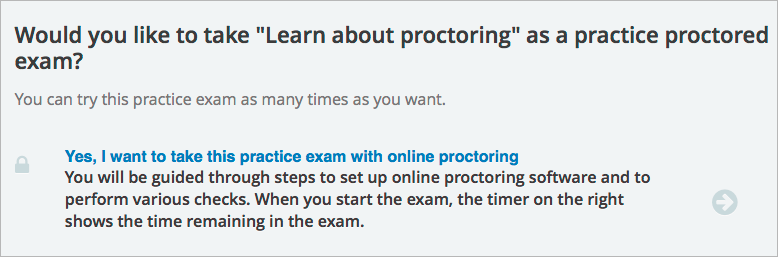 Would you like to take "Learn about proctoring" as a practice proctored
exam?
You can try this practice exam as many times as you want.
Yes, I want to take this practice exam with online proctoring
You will be guided through steps to set up online proctoring software and to
perform various checks. When you start the exam, the timer on the right
shows the time remaining in the exam.